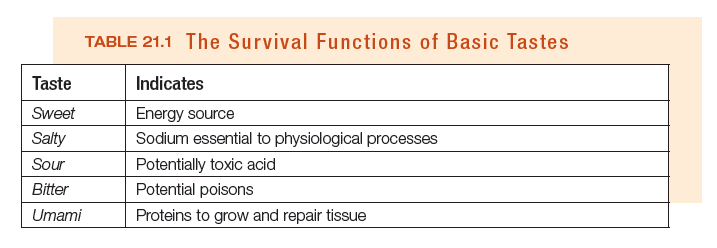 TABLE 21.1 The Survival Functions of Basic Tastes
Taste Indicates
Sweet Energy source
Salty Sodium essential to physiological processes
Sour Potentially toxic acid
Bitter Potential poisons
Umami Proteins to grow and repair tissue